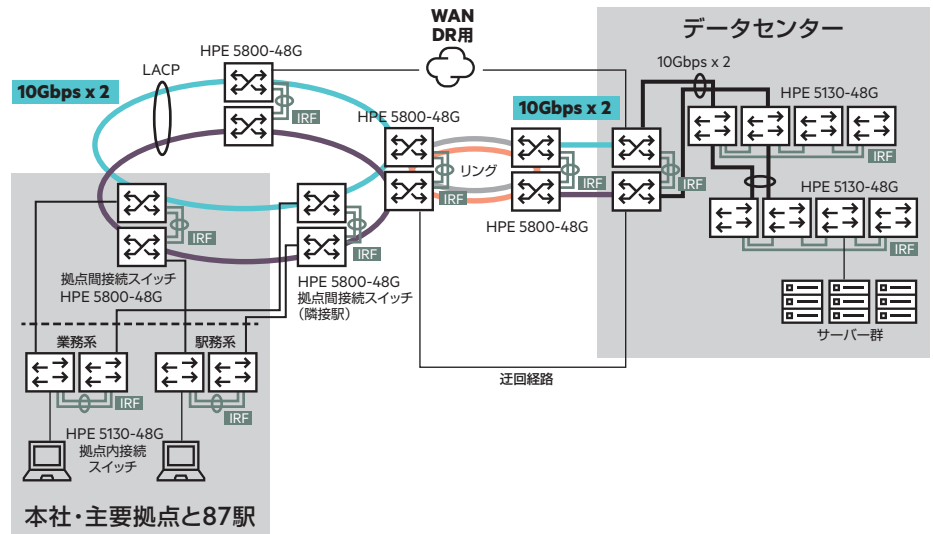 WAN
DR用
データセンター
HPE 5800-48G
LACP
10Gbps x 2
10Gbps x 2
HPE 5130-48G
IRF
HPE 5800-48G
10Gbps x 2
IRF
リング
IRF
IRF
IRF
HPE 5130-48G
IRF
HPE 5800-48G
IRF
IRF
拠点間接続スイッチ
HPE 5800-48G
HPE 5800-48G
拠点間接続スイッチ
（隣接駅）
サーバー群
業務系
駅務系
迂回経路
IRF
IRF
HPE 5130-48G
拠点内接続
スイッチ
本社・主要拠点と87駅